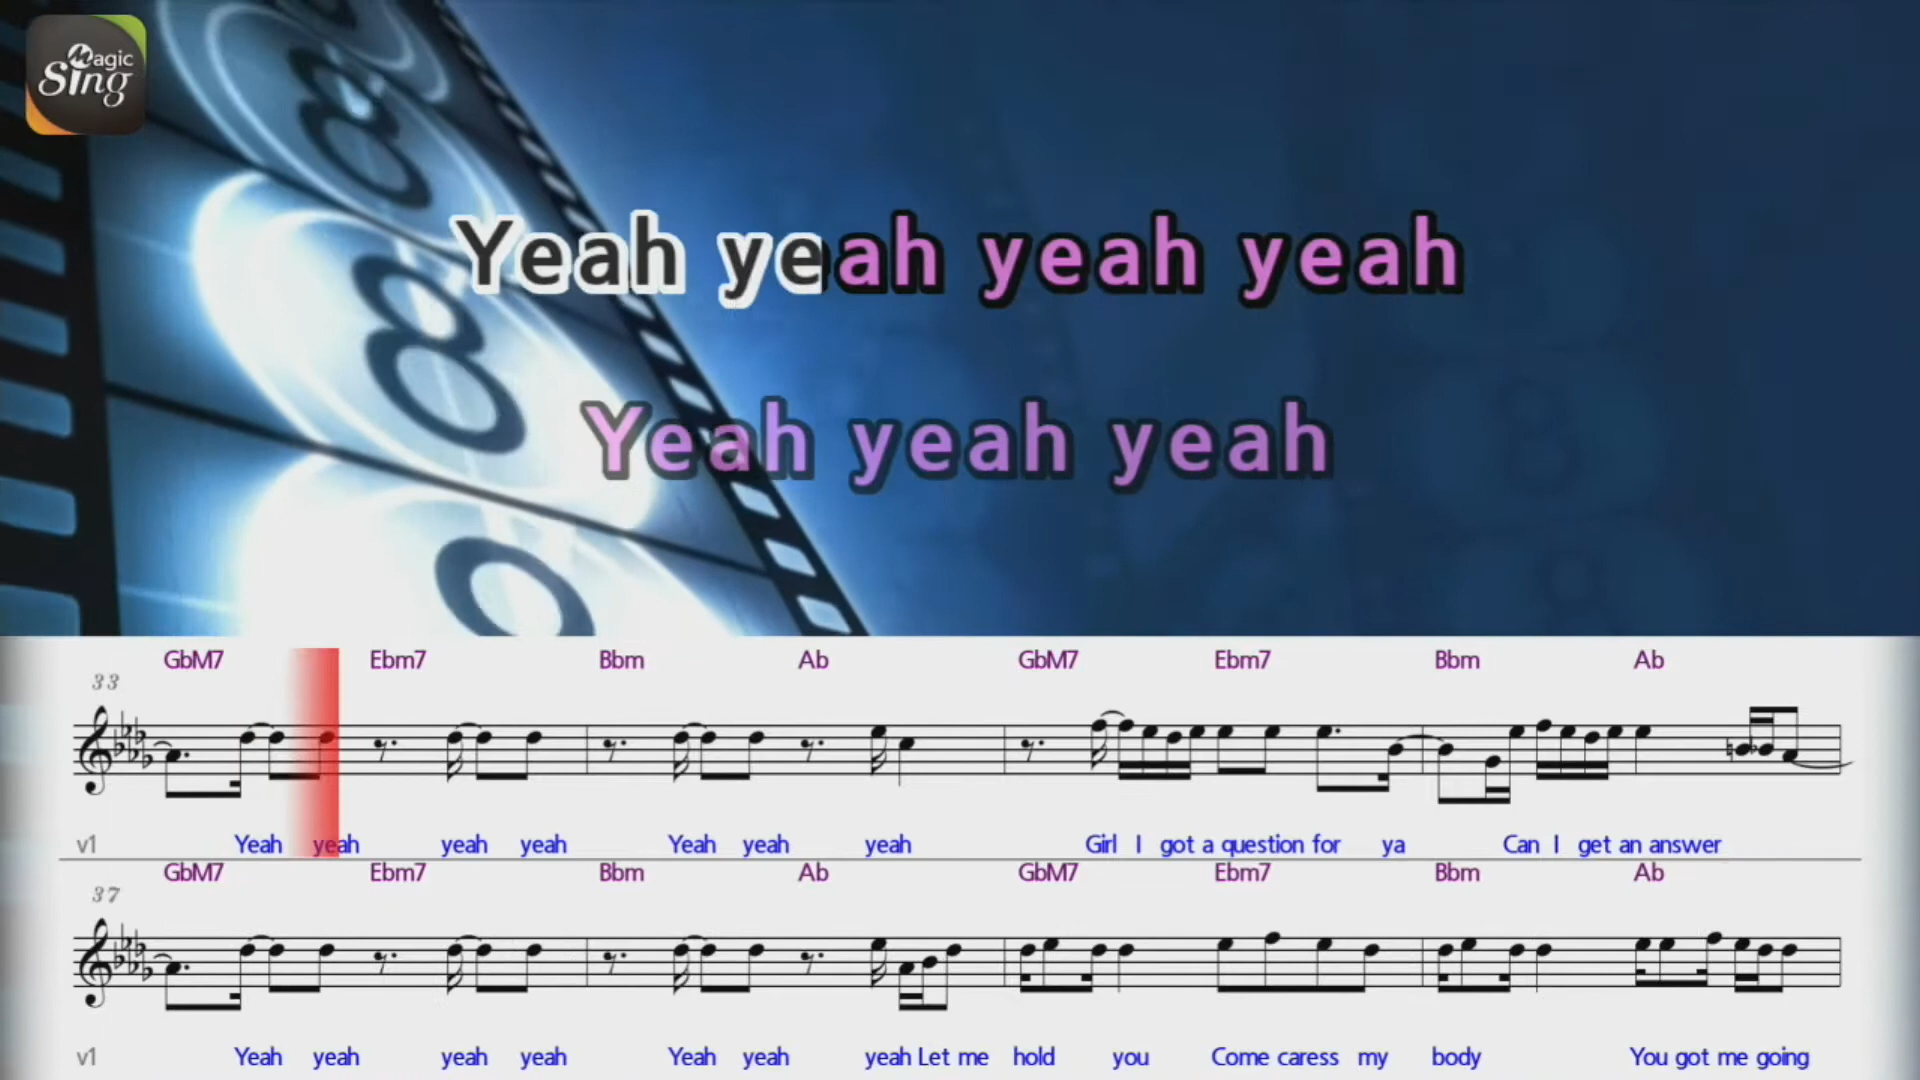 Magic
Sing
Yeah yeah yeah yeah
Yeah yeah yeah
GbM7 Ebm7 Bbm Ab GbM7 Ebm7 Bbm Ab
33
v1 Yeah yeah yeah yeah Yeah yeah yeah Girl I got a question for ya Can I get an answer
GbM7 Ebm7 Bbm Ab GbM7 Ebm7 Bbm Ab
37
v1 Yeah yeah yeah yeah Yeah yeah yeah Let me hold you Come caress my body You got me going